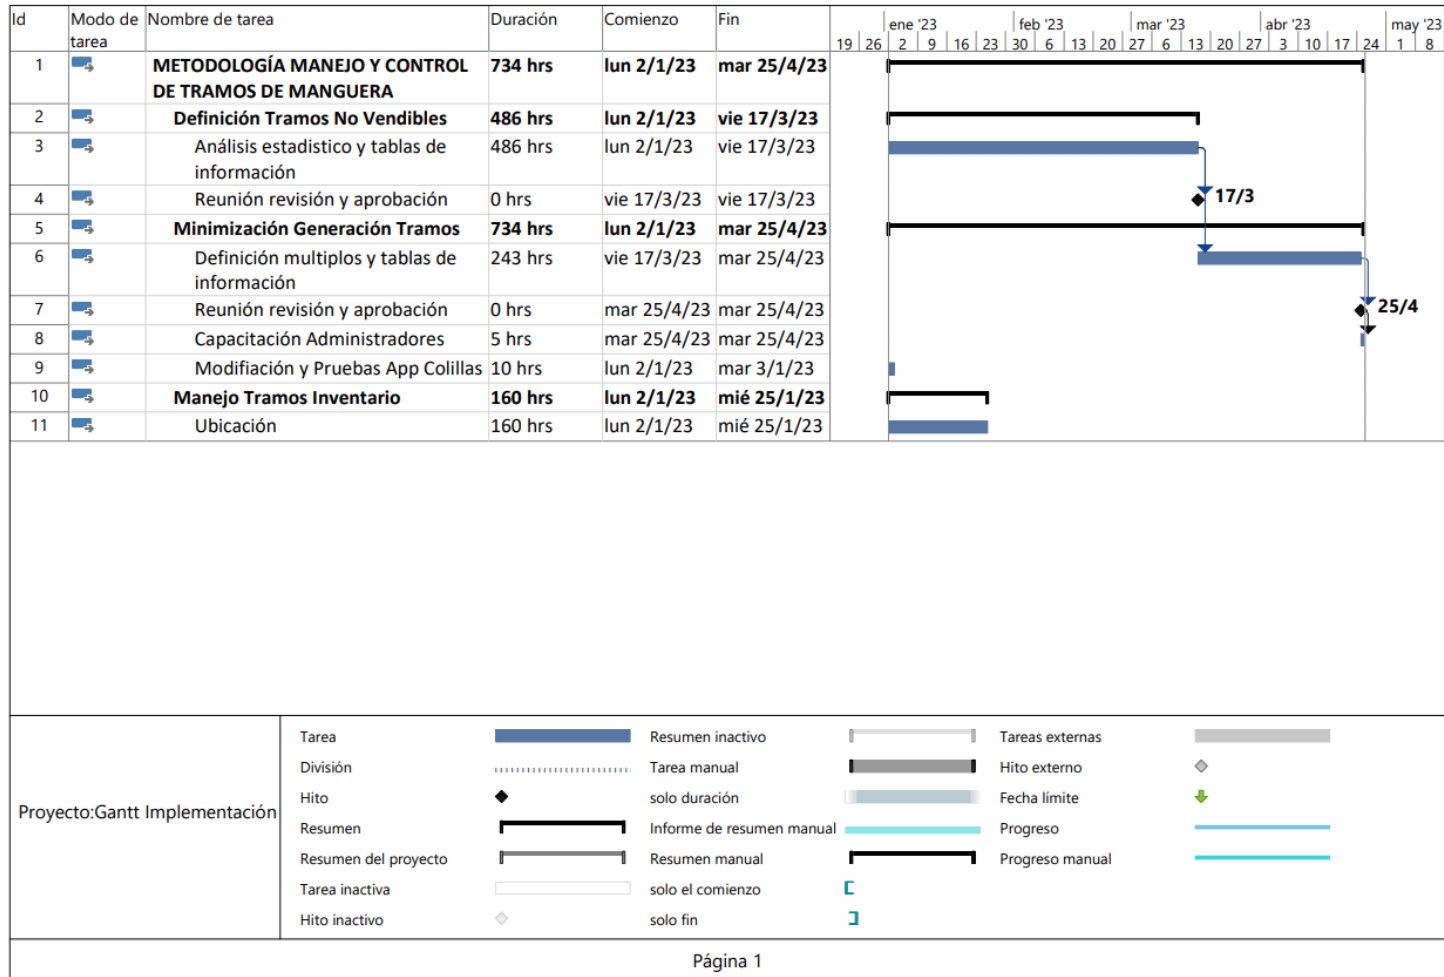 Id Modo de tarea Nombre de tarea Duración Comienzo Fin
ene '23 feb '23 mar '23 abr '23 may '23
19 26 2 9 16 23 30 6 13 20 27 6 13 20 27 3 10 17 24 1 8
1 METODOLOGÍA MANEJO Y CONTROL DE TRAMOS DE MANGUERA 734 hrs lun 2/1/23 mar 25/4/23
2 Definición Tramos No Vendibles 486 hrs lun 2/1/23 vie 17/3/23
3 Análisis estadistico y tablas de información 486 hrs lun 2/1/23 vie 17/3/23
4 Reunión revisión y aprobación 0 hrs vie 17/3/23 vie 17/3/23 17/3
5 Minimización Generación Tramos 734 hrs lun 2/1/23 mar 25/4/23
6 Definición multiplos y tablas de información 243 hrs vie 17/3/23 mar 25/4/23
7 Reunión revisión y aprobación 0 hrs mar 25/4/23 mar 25/4/23 25/4
8 Capacitación Administradores 5 hrs mar 25/4/23 mar 25/4/23
9 Modifiación y Pruebas App Colillas 10 hrs lun 2/1/23 mar 3/1/23
10 Manejo Tramos Inventario 160 hrs lun 2/1/23 mié 25/1/23
11 Ubicación 160 hrs lun 2/1/23 mié 25/1/23
Proyecto:Gantt Implementación
Tarea
División
Hito
Resumen
Resumen del proyecto
Tarea inactiva
Hito inactivo
Resumen inactivo
Tarea manual
solo duración
Informe de resumen manual
Resumen manual
solo el comienzo
solo fin
Tareas externas
Hito externo
Fecha límite
Progreso
Progreso manual
Página 1